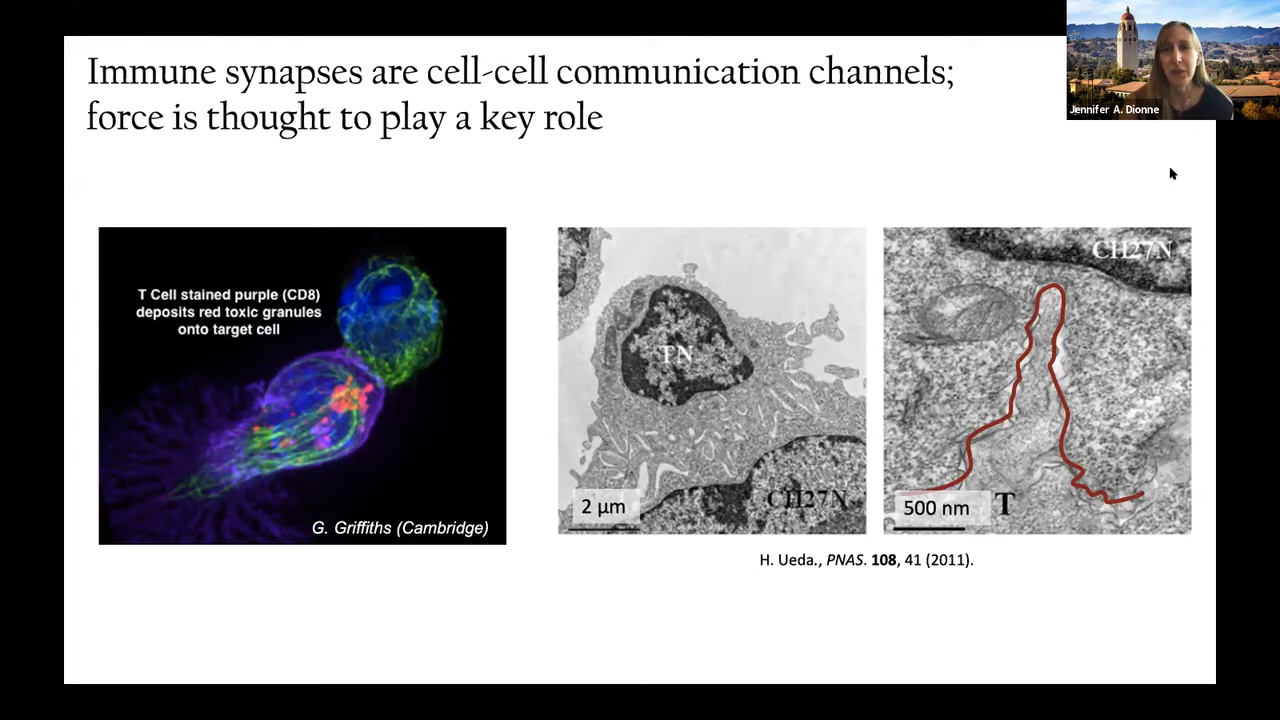 Immune synapses are cell-cell communication channels;
force is thought to play a key role
Jennifer A. Dionne
T Cell stained purple (CD8)
deposits red toxic granules
onto target cell
G. Griffiths (Cambridge)
TN
2 μm
CH27N
CH27N
500 nm
T
H. Ueda., PNAS. 108, 41 (2011).